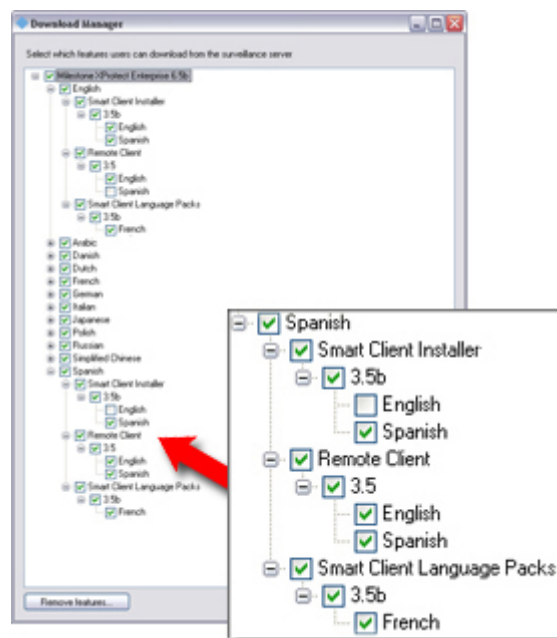 Download Manager
Select which features users can download from the surveillance server
Milestone XProtect Enterprise 6.5b
English
Smart Client Installer
3.5b
English
Spanish
Remote Client
3.5
English
Spanish
Smart Client Language Packs
3.5b
French
Arabic
Danish
Dutch
French
German
Italian
Japanese
Polish
Russian
Simplified Chinese
Spanish
Smart Client Installer
3.5b
English
Spanish
Remote Client
3.5
English
Spanish
Smart Client Language Packs
3.5b
French
Remove features...
Spanish
Smart Client Installer
3.5b
English
Spanish
Remote Client
3.5
English
Spanish
Smart Client Language Packs
3.5b
French